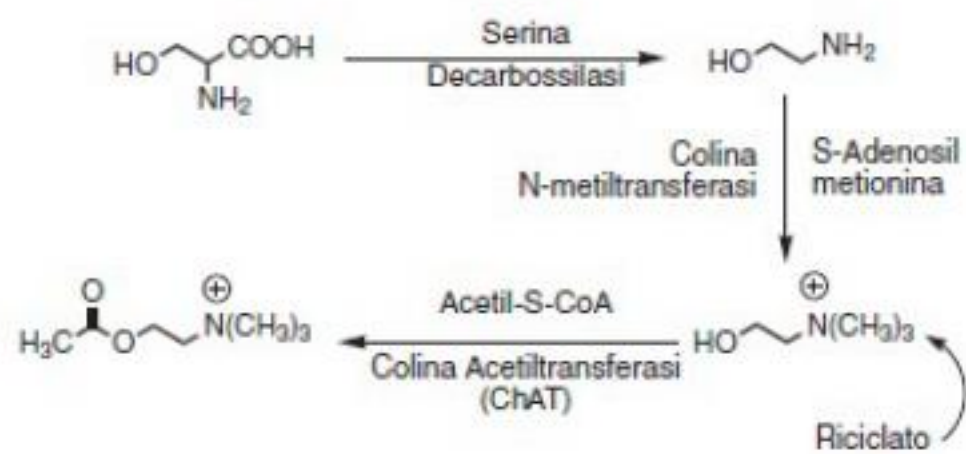 HO COOH NH₂
Serina
Decarbossilasi
HO NH₂
Colina
N-metiltransferasi
S-Adenosil
metionina
HO N(CH₃)₃ ⊕
Riciclato
Acetil-S-CoA
Colina Acetiltransferasi
(ChAT)
O H₃C O N(CH₃)₃ ⊕